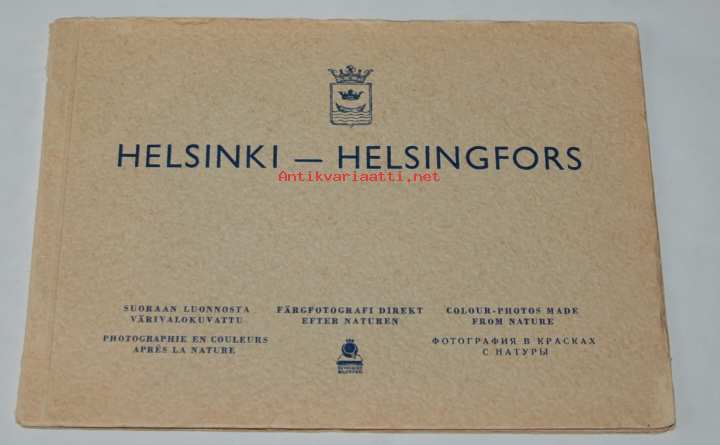 HELSINKI — HELSINGFORS
Antikvariaatti.net
SUORAAN LUONNOSTA
VÄRIVALOKUVATTU
FÄRGFOTOGRAFI DIREKT
EFTER NATUREN
COLOUR-PHOTOS MADE
FROM NATURE
PHOTOGRAPHIE EN COULEURS
APRÈS LA NATURE
ФОТОГРАФИЯ В КРАСКАХ
С НАТУРЫ